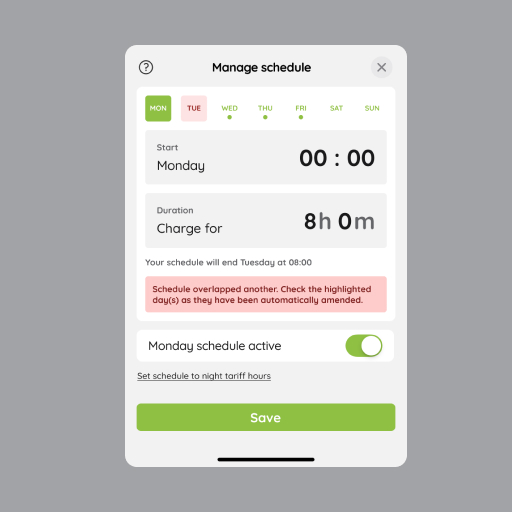 ?
Manage schedule
MON TUE WED THU FRI SAT SUN
Start
Monday
00 : 00
Duration
Charge for
8h 0m
Your schedule will end Tuesday at 08:00
Schedule overlapped another. Check the highlighted
day(s) as they have been automatically amended.
Monday schedule active
Set schedule to night tariff hours
Save